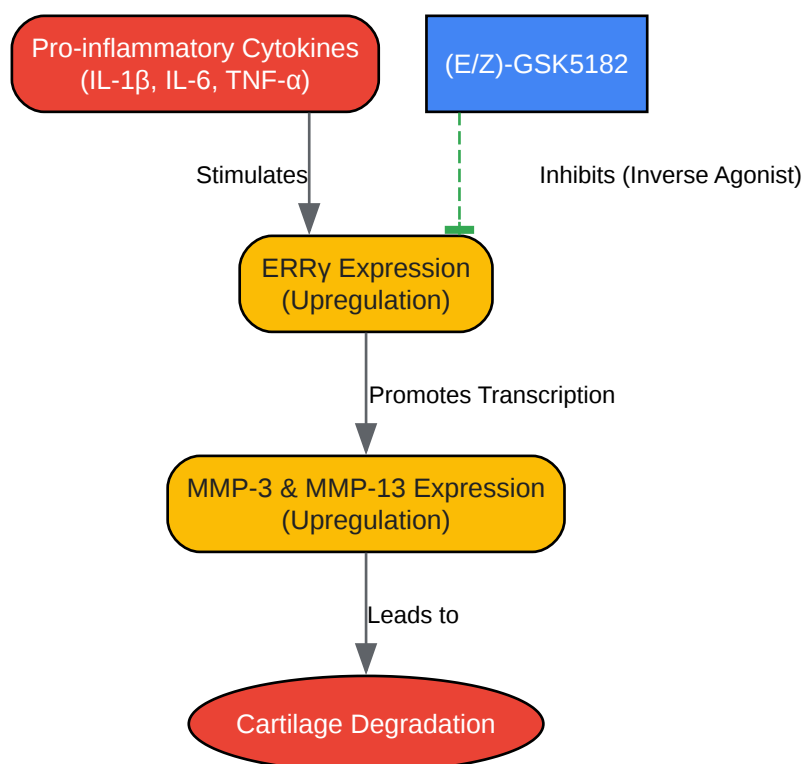 Pro-inflammatory Cytokines
(IL-1β, IL-6, TNF-α)
(E/Z)-GSK5182
Stimulates
Inhibits (Inverse Agonist)
ERRγ Expression
(Upregulation)
Promotes Transcription
MMP-3 & MMP-13 Expression
(Upregulation)
Leads to
Cartilage Degradation